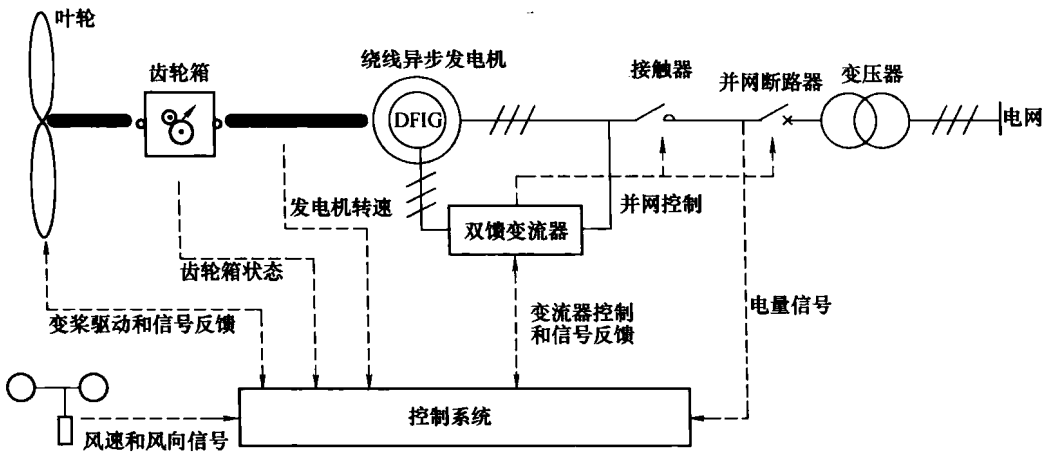 叶轮
齿轮箱
绕线异步发电机
DFIG
接触器
并网断路器
变压器
电网
发电机转速
双馈变流器
并网控制
齿轮箱状态
变桨驱动和信号反馈
变流器控制
和信号反馈
电量信号
控制系统
风速和风向信号